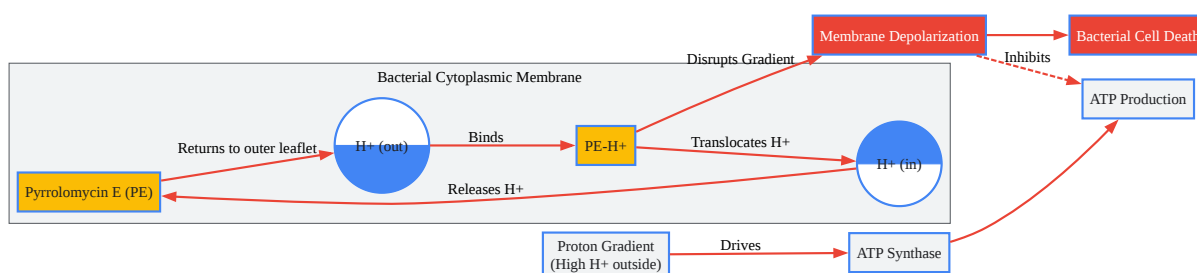 Membrane Depolarization
Bacterial Cell Death
Disrupts Gradient
Inhibits
Bacterial Cytoplasmic Membrane
ATP Production
Returns to outer leaflet
H+ (out)
Binds
PE-H+
Translocates H+
H+ (in)
Pyrrolomycin E (PE)
Releases H+
Proton Gradient
(High H+ outside)
Drives
ATP Synthase